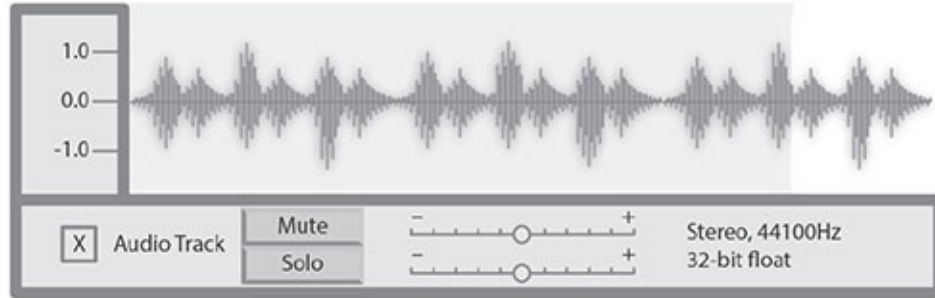 1.0
0.0
-1.0
X
Audio Track
Mute
Solo
- +
- +
Stereo, 44100Hz
32-bit float